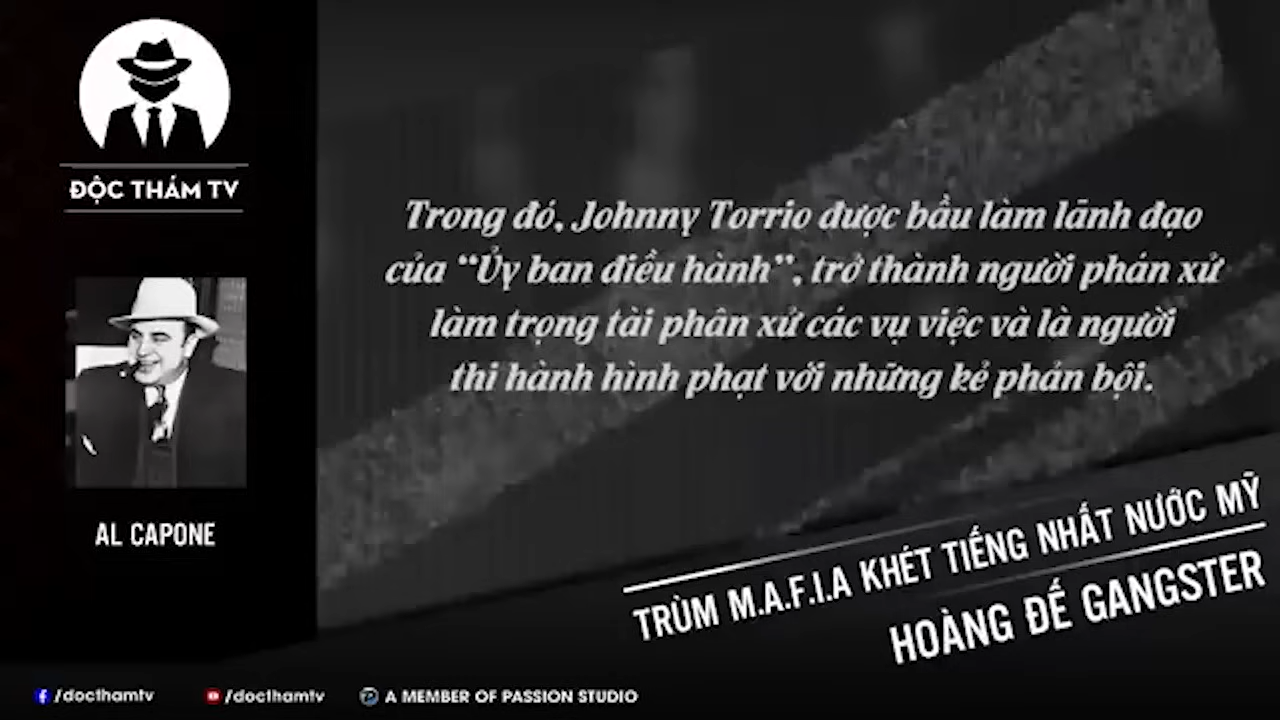 ĐỘC THÁM TV
AL CAPONE
Trong đó, Johnny Torrio được bầu làm lãnh đạo
của “Ủy ban điều hành”, trở thành người phán xử
làm trọng tài phân xử các vụ việc và là người
thi hành hình phạt với những kẻ phản bội.
TRÙM M.A.F.I.A KHÉT TIẾNG NHẤT NƯỚC MỸ
HOÀNG ĐẾ GANGSTER
/docthamtv
/docthamtv
A MEMBER OF PASSION STUDIO